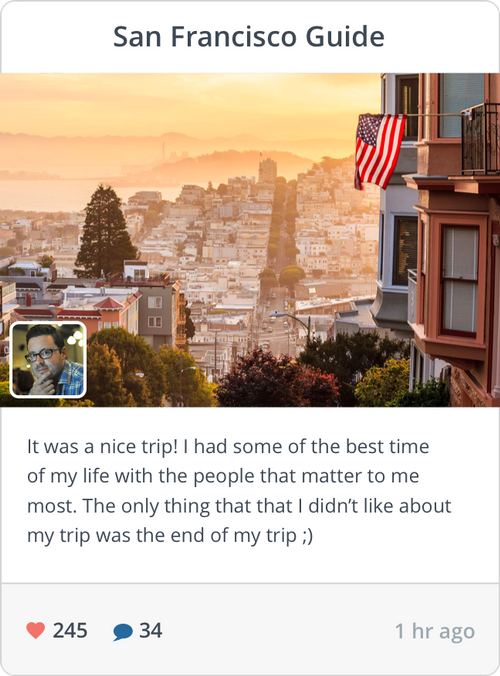 San Francisco Guide
It was a nice trip! I had some of the best time
of my life with the people that matter to me
most. The only thing that that I didn’t like about
my trip was the end of my trip ;)
245 34 1 hr ago